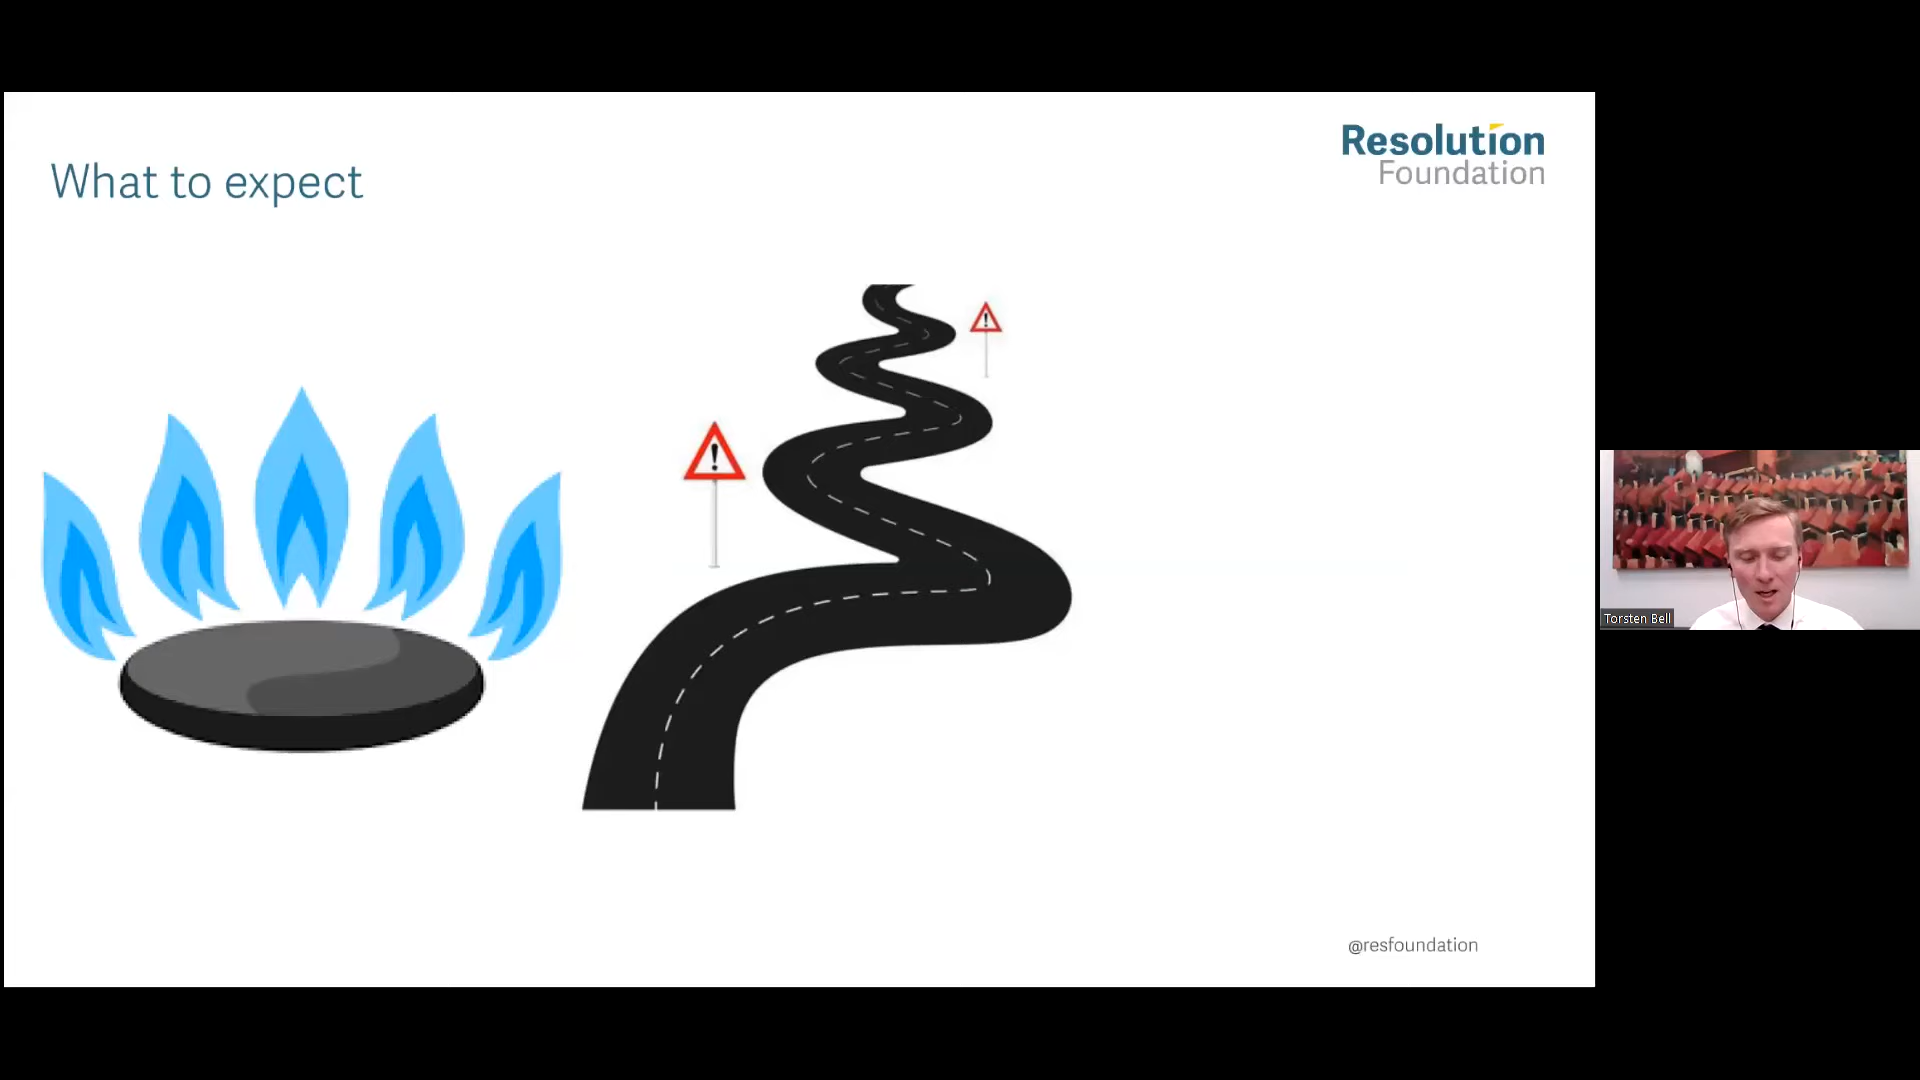 What to expect
Resolution
Foundation
!
!
Torsten Bell
@resfoundation